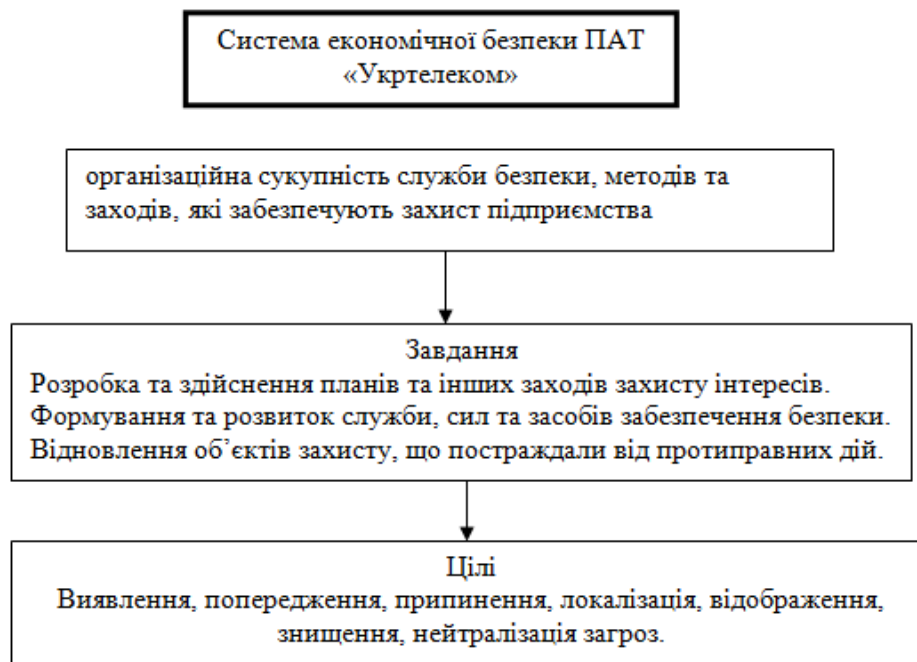 Система економічної безпеки ПАТ
«Укртелеком»
організаційна сукупність служби безпеки, методів та
заходів, які забезпечують захист підприємства
Завдання
Розробка та здійснення планів та інших заходів захисту інтересів.
Формування та розвиток служби, сил та засобів забезпечення безпеки.
Відновлення об’єктів захисту, що постраждали від протиправних дій.
Цілі
Виявлення, попередження, припинення, локалізація, відображення,
знищення, нейтралізація загроз.